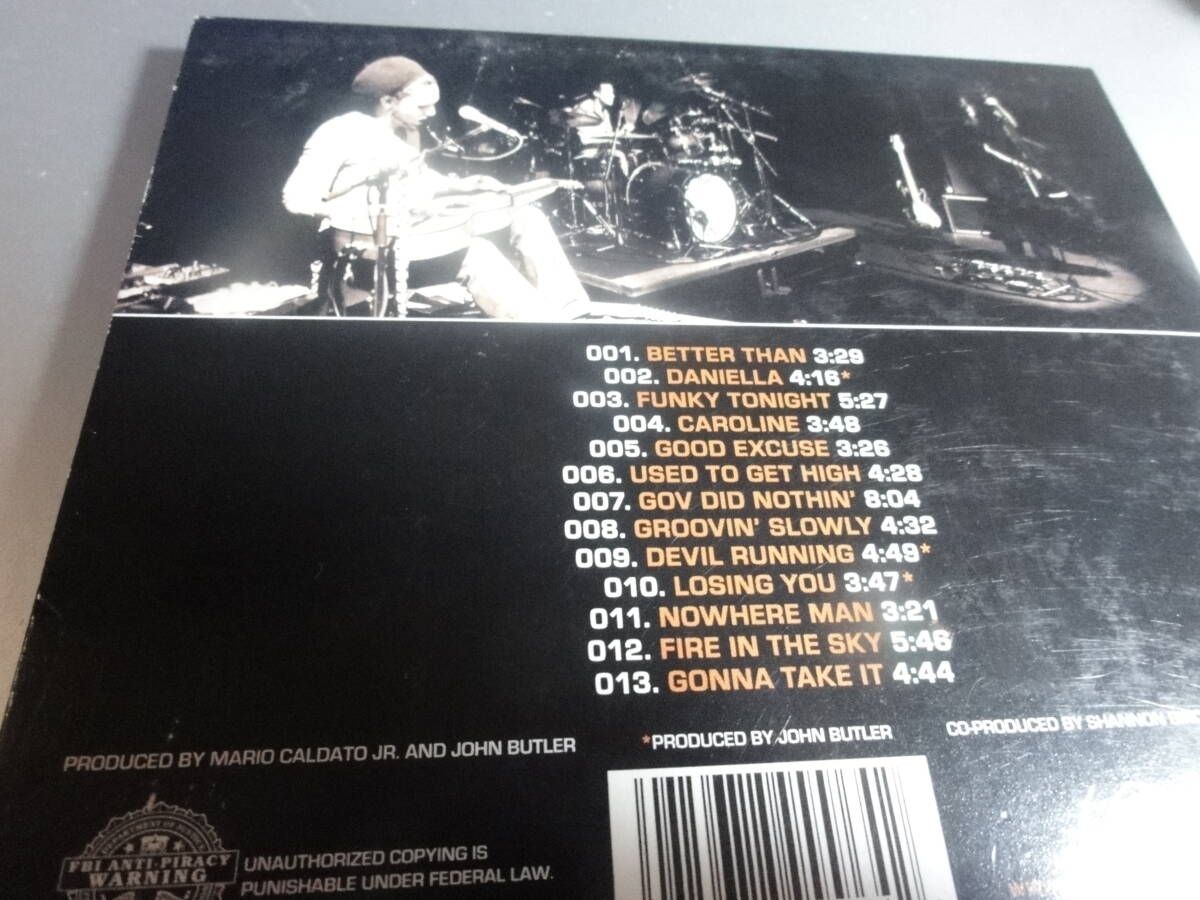 001. BETTER THAN 3:29
002. DANIELLA 4:16*
003. FUNKY TONIGHT 5:27
004. CAROLINE 3:48
005. GOOD EXCUSE 3:26
006. USED TO GET HIGH 4:28
007. GOV DID NOTHIN' 8:04
008. GROOVIN' SLOWLY 4:32
009. DEVIL RUNNING 4:49*
010. LOSING YOU 3:47*
011. NOWHERE MAN 3:21
012. FIRE IN THE SKY 5:46
013. GONNA TAKE IT 4:44
PRODUCED BY MARIO CALDATO JR. AND JOHN BUTLER
*PRODUCED BY JOHN BUTLER
CO-PRODUCED BY SHANNON
DEPARTMENT OF JUSTICE
FBI ANTI-PIRACY
WARNING
UNAUTHORIZED COPYING IS
PUNISHABLE UNDER FEDERAL LAW.